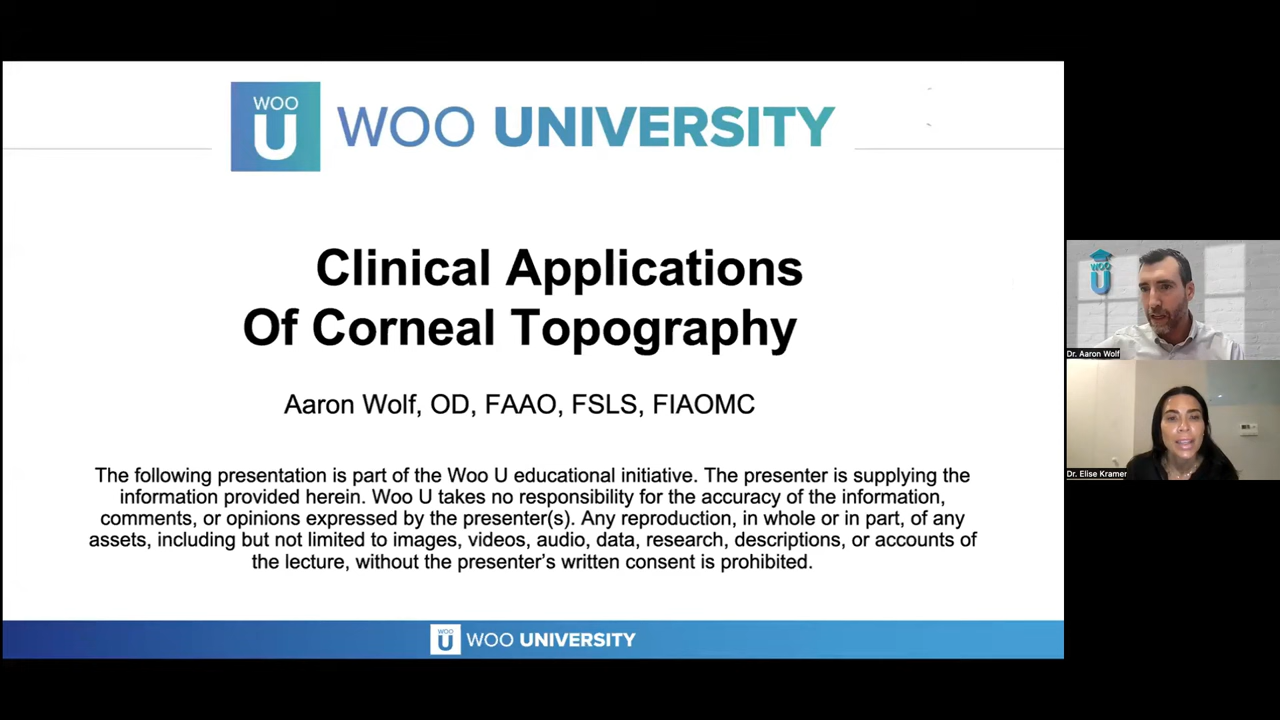 WOO
U
WOO UNIVERSITY
Clinical Applications
Of Corneal Topography
Aaron Wolf, OD, FAAO, FSLS, FIAOMC
The following presentation is part of the Woo U educational initiative. The presenter is supplying the
information provided herein. Woo U takes no responsibility for the accuracy of the information,
comments, or opinions expressed by the presenter(s). Any reproduction, in whole or in part, of any
assets, including but not limited to images, videos, audio, data, research, descriptions, or accounts of
the lecture, without the presenter's written consent is prohibited.
WOO
U
WOO UNIVERSITY
WOO
U
Dr. Aaron Wolf
Dr. Elise Kramer